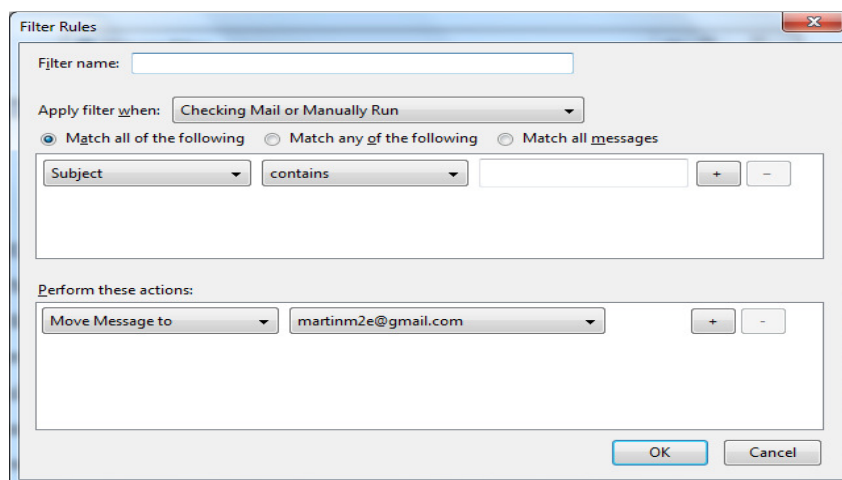 Filter Rules
Filter name:
Apply filter when: Checking Mail or Manually Run
Match all of the following Match any of the following Match all messages
Subject contains + –
Perform these actions:
Move Message to martinm2e@gmail.com + -
OK Cancel